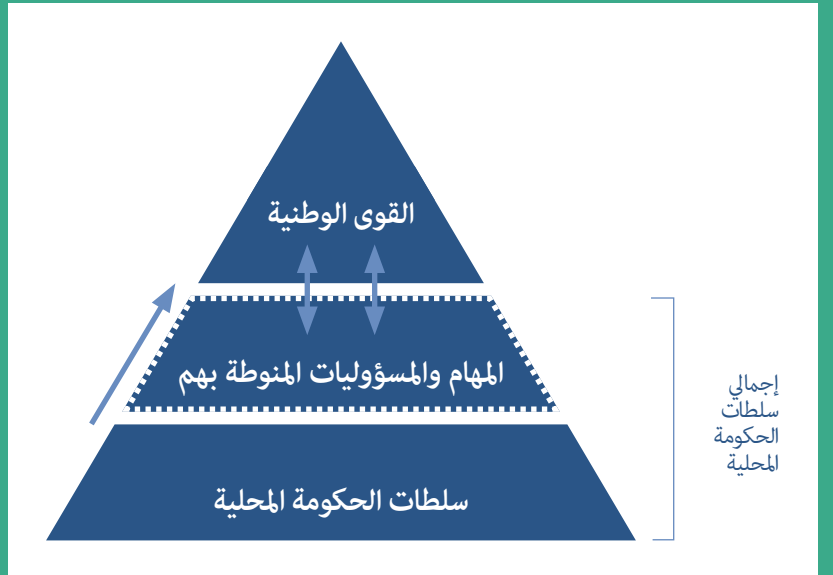 القوى الوطنية
المهام والمسؤوليات المنوطة بهم
إجمالي
سلطات
الحكومة
المحلية
سلطات الحكومة المحلية